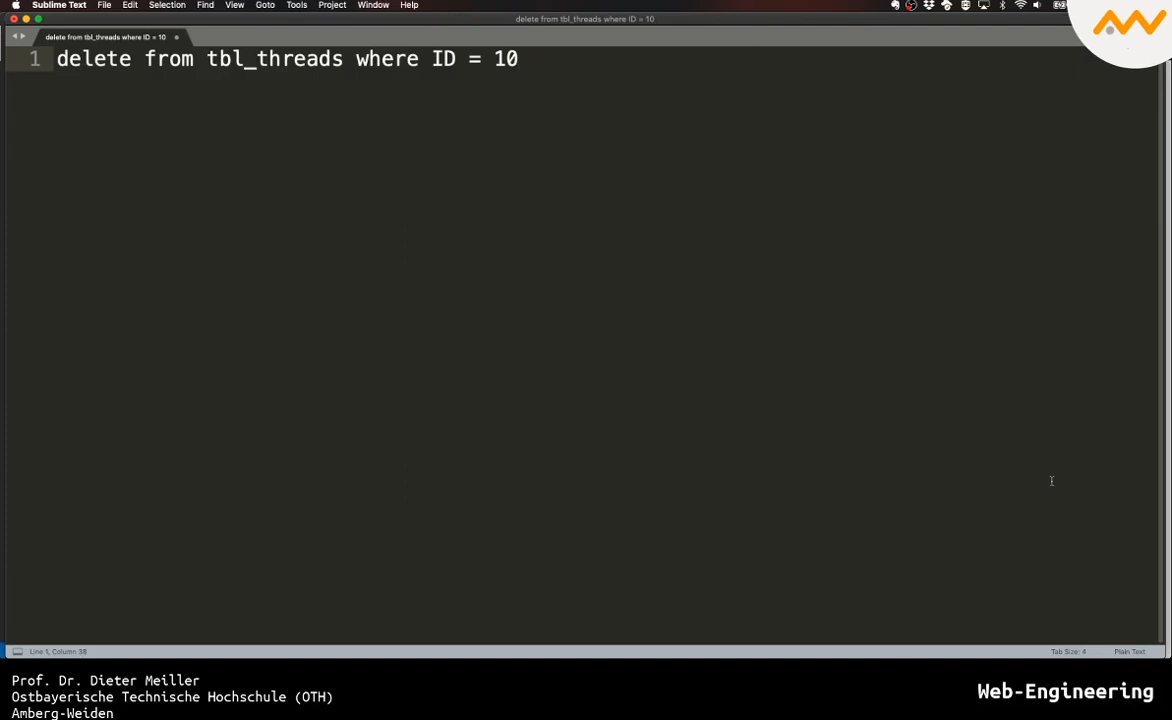 Sublime Text File Edit Selection Find View Goto Tools Project Window Help
delete from tbl_threads where ID = 10
delete from tbl_threads where ID = 10
1 delete from tbl_threads where ID = 10
Line 1, Column 38 Tab Size: 4 Plain Text
Prof. Dr. Dieter Meiller
Ostbayerische Technische Hochschule (OTH)
Amberg-Weiden
Web-Engineering